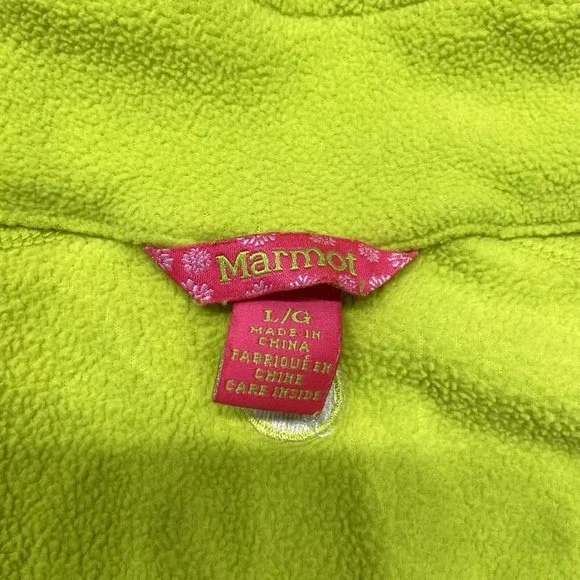 Marmot
L/G
MADE IN
CHINA
FABRIQUÉ EN
CHINE
CARE INSIDE